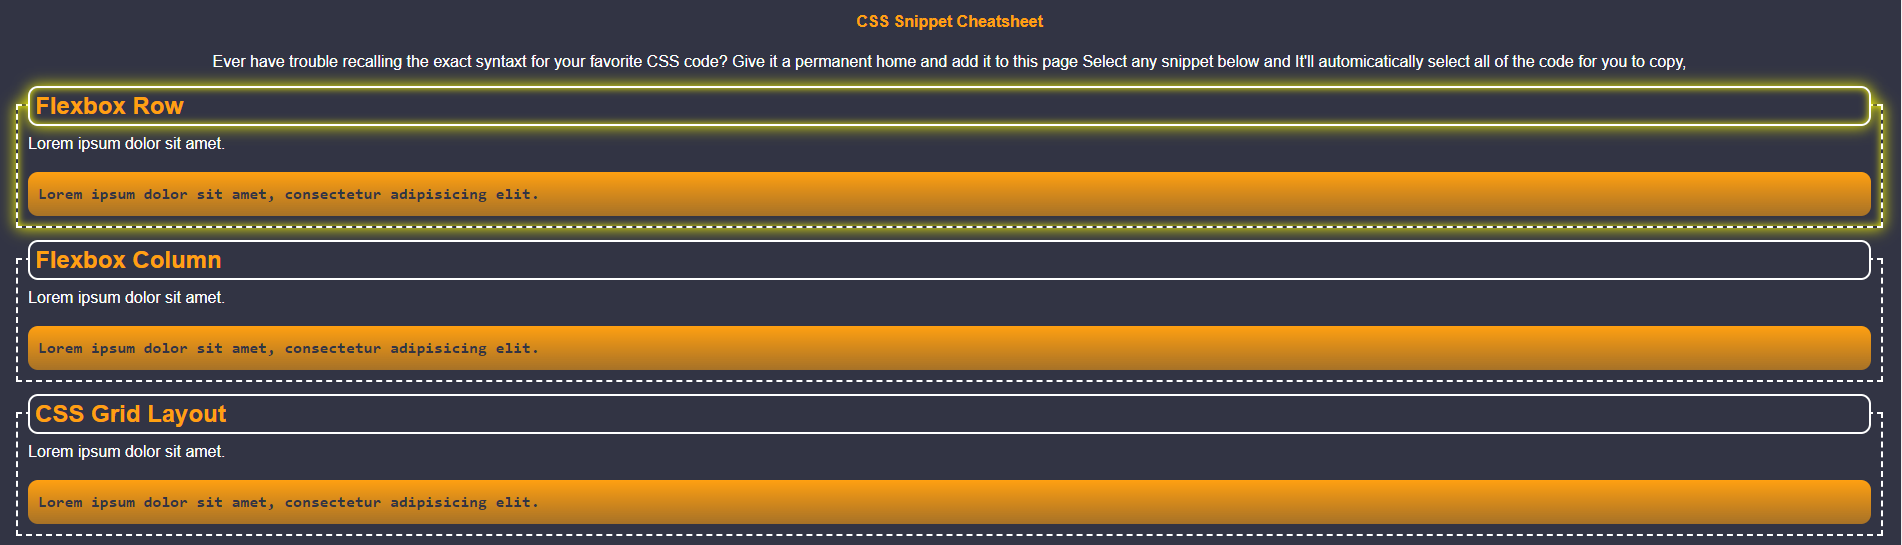 CSS Snippet Cheatsheet
Ever have trouble recalling the exact syntaxt for your favorite CSS code? Give it a permanent home and add it to this page Select any snippet below and It'll automicatically select all of the code for you to copy,
Flexbox Row
Lorem ipsum dolor sit amet.
Lorem ipsum dolor sit amet, consectetur adipisicing elit.
Flexbox Column
Lorem ipsum dolor sit amet.
Lorem ipsum dolor sit amet, consectetur adipisicing elit.
CSS Grid Layout
Lorem ipsum dolor sit amet.
Lorem ipsum dolor sit amet, consectetur adipisicing elit.